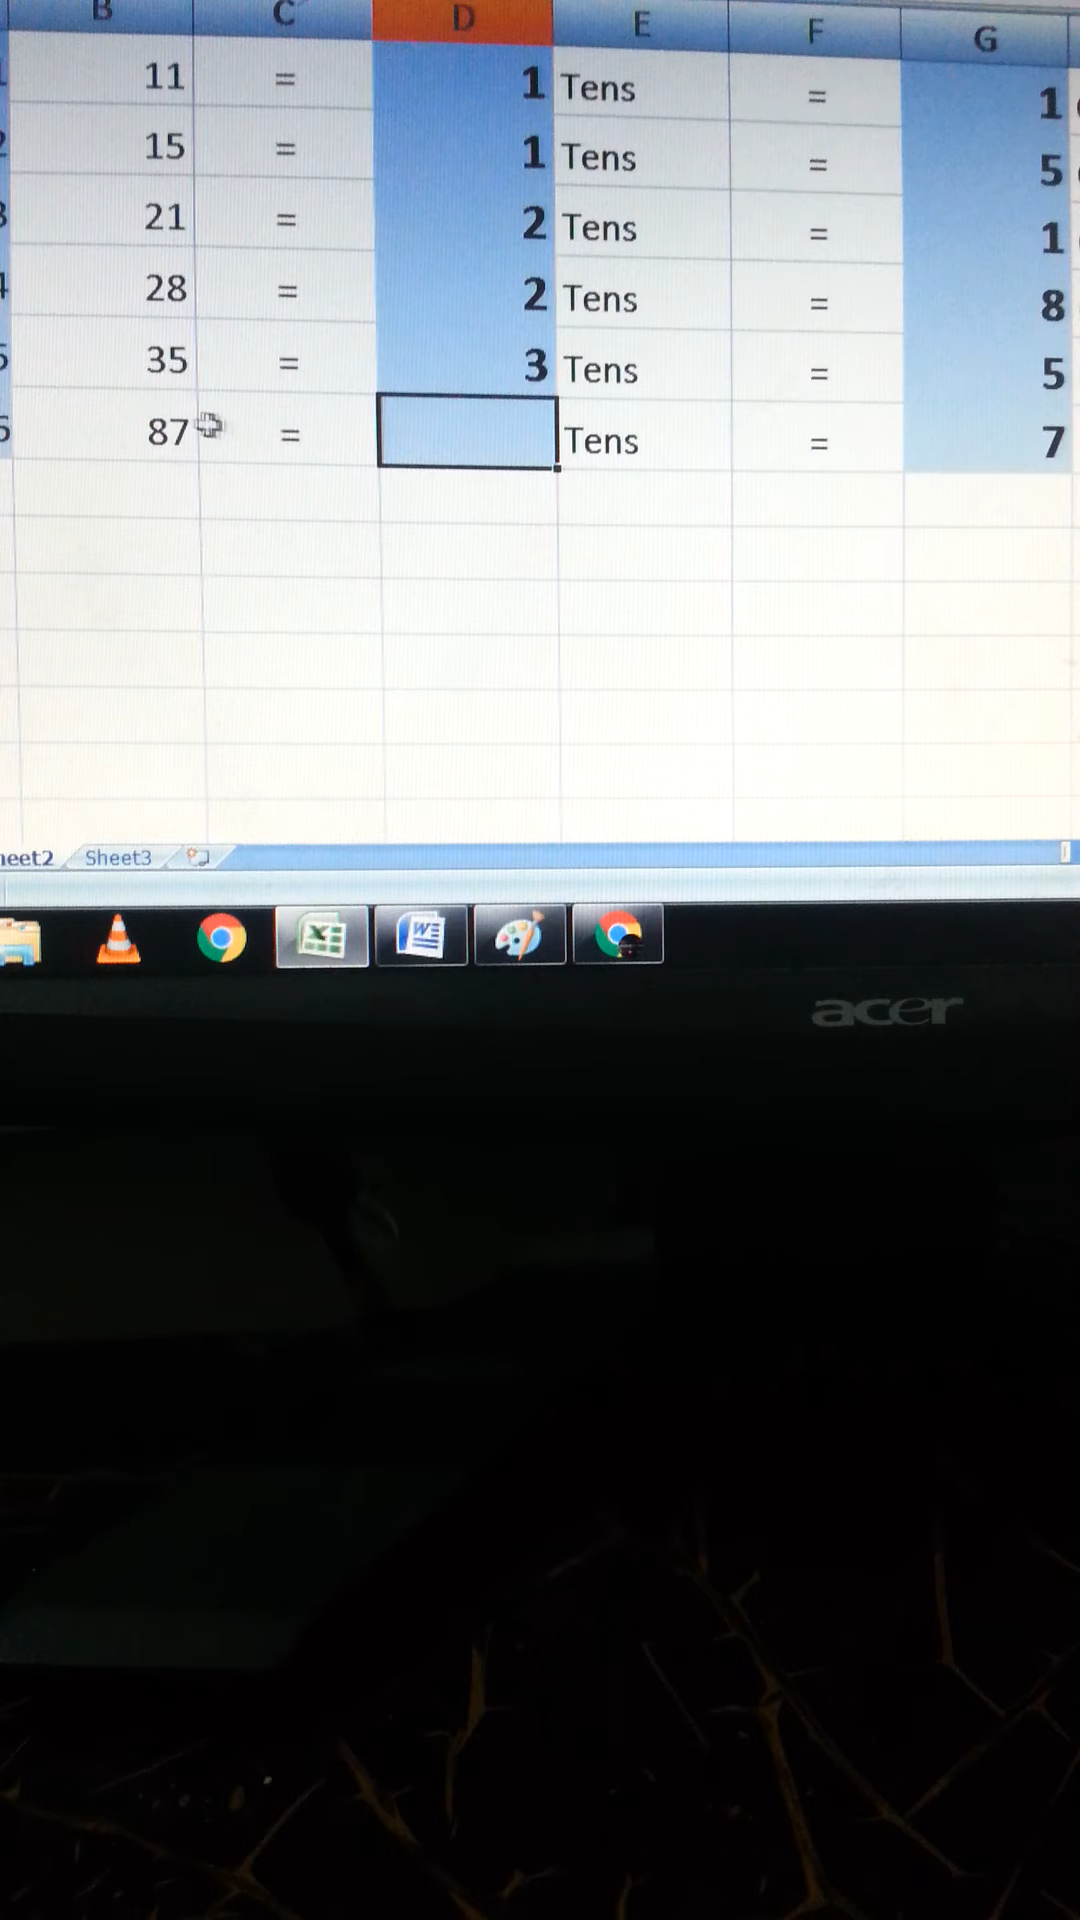 B C D E F G
11 = 1 Tens = 1
15 = 1 Tens = 5
21 = 2 Tens = 1
28 = 2 Tens = 8
35 = 3 Tens = 5
87 = Tens = 7
heet2 Sheet3
acer